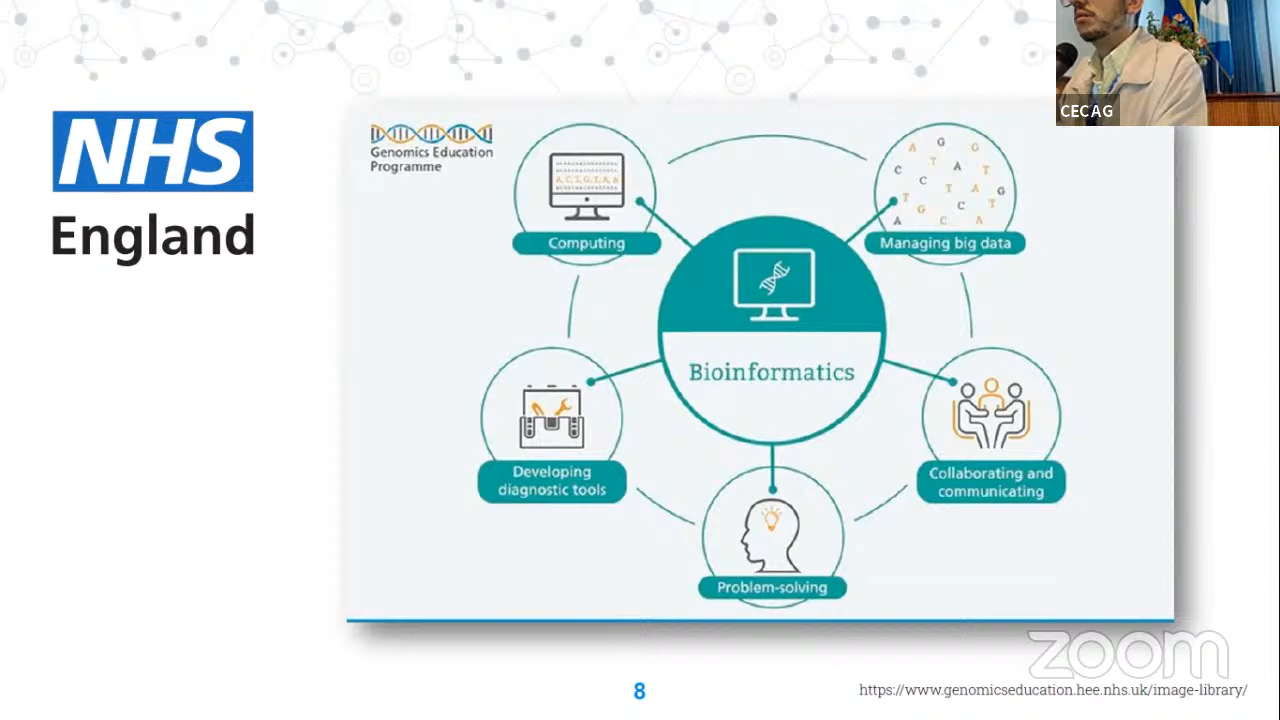 CECAG
NHS
England
Genomics Education
Programme
Computing
A, C, T, G, T, A, A
A G G
T T
C A
C T A G
T T
G C
A C A
Managing big data
Bioinformatics
Developing
diagnostic tools
Collaborating and
communicating
Problem-solving
zoom
8
https://www.genomicseducation.hee.nhs.uk/image-library/